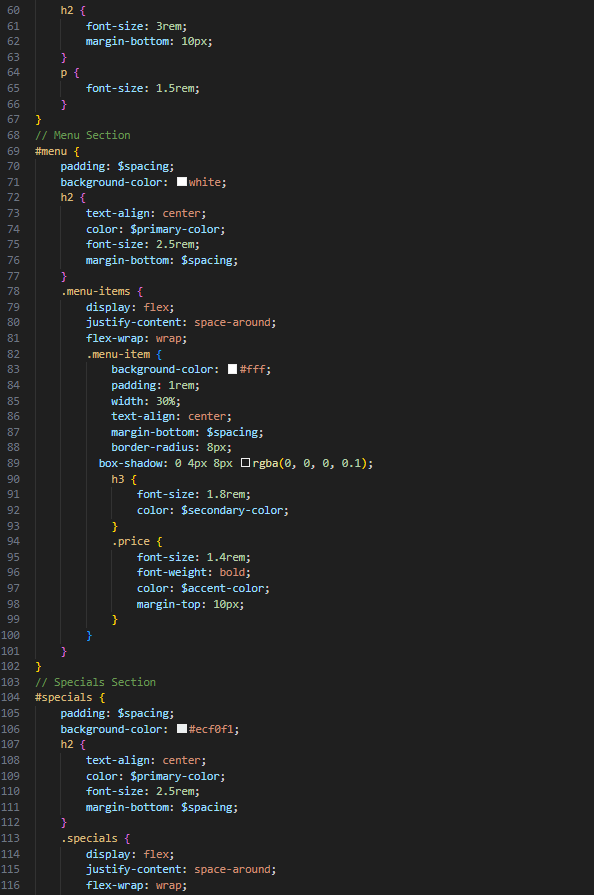 60 h2 {
61 font-size: 3rem;
62 margin-bottom: 10px;
63 }
64 p {
65 font-size: 1.5rem;
66 }
67 }
68 // Menu Section
69 #menu {
70 padding: $spacing;
71 background-color: white;
72 h2 {
73 text-align: center;
74 color: $primary-color;
75 font-size: 2.5rem;
76 margin-bottom: $spacing;
77 }
78 .menu-items {
79 display: flex;
80 justify-content: space-around;
81 flex-wrap: wrap;
82 .menu-item {
83 background-color: #fff;
84 padding: 1rem;
85 width: 30%;
86 text-align: center;
87 margin-bottom: $spacing;
88 border-radius: 8px;
89 box-shadow: 0 4px 8px rgba(0, 0, 0, 0.1);
90 h3 {
91 font-size: 1.8rem;
92 color: $secondary-color;
93 }
94 .price {
95 font-size: 1.4rem;
96 font-weight: bold;
97 color: $accent-color;
98 margin-top: 10px;
99 }
100 }
101 }
102 }
103 // Specials Section
104 #specials {
105 padding: $spacing;
106 background-color: #ecf0f1;
107 h2 {
108 text-align: center;
109 color: $primary-color;
110 font-size: 2.5rem;
111 margin-bottom: $spacing;
112 }
113 .specials {
114 display: flex;
115 justify-content: space-around;
116 flex-wrap: wrap;